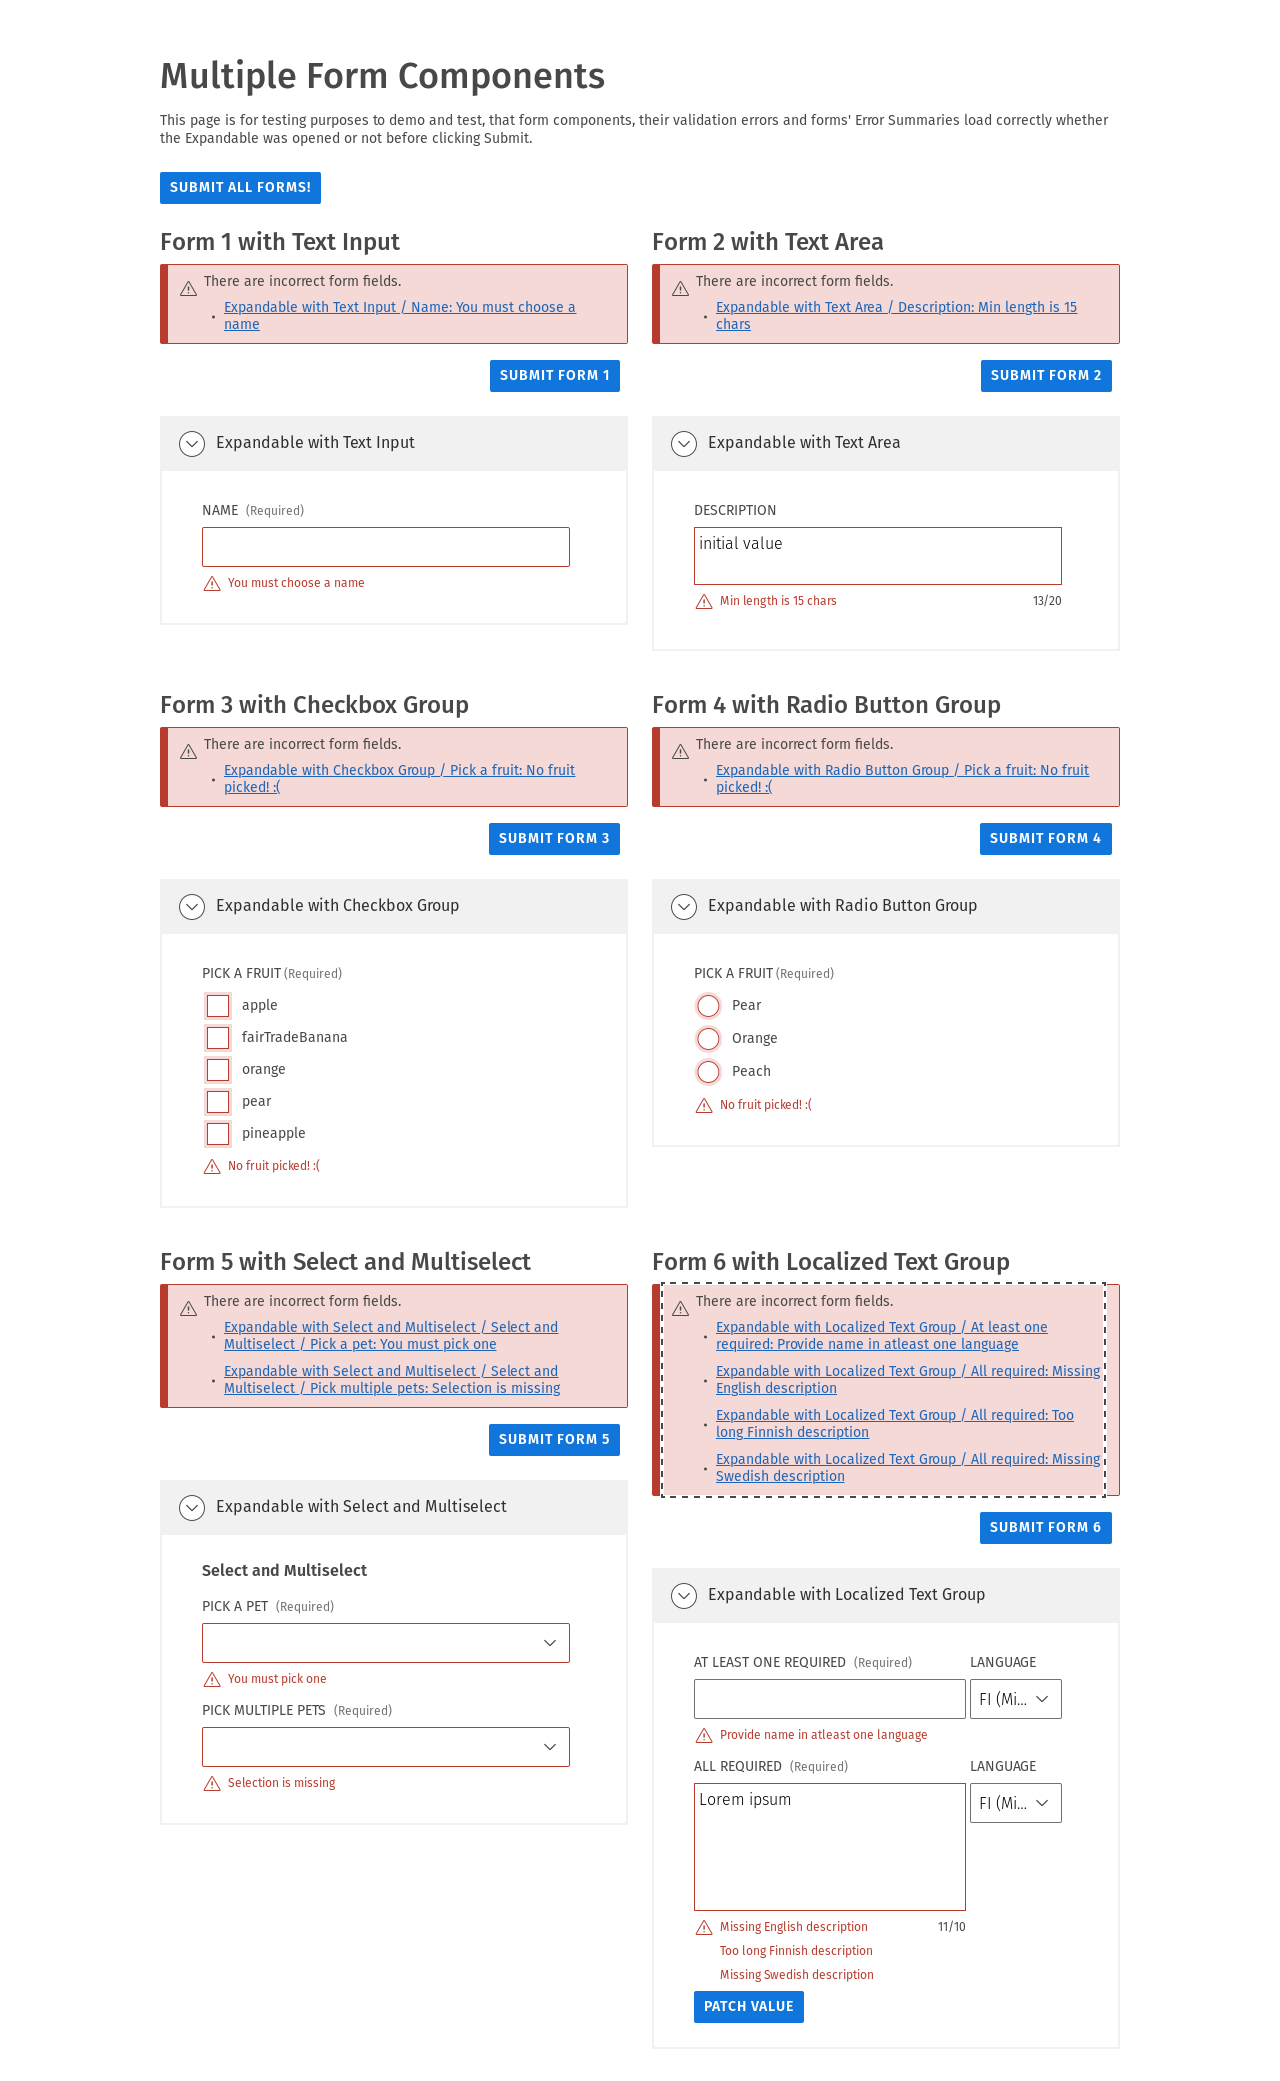 Multiple Form Components
This page is for testing purposes to demo and test, that form components, their validation errors and forms' Error Summaries load correctly whether
the Expandable was opened or not before clicking Submit.
SUBMIT ALL FORMS!
Form 1 with Text Input
There are incorrect form fields.
Expandable with Text Input / Name: You must choose a
name
SUBMIT FORM 1
Expandable with Text Input
NAME (Required)
You must choose a name
Form 2 with Text Area
There are incorrect form fields.
Expandable with Text Area / Description: Min length is 15
chars
SUBMIT FORM 2
Expandable with Text Area
DESCRIPTION
initial value
Min length is 15 chars 13/20
Form 3 with Checkbox Group
There are incorrect form fields.
Expandable with Checkbox Group / Pick a fruit: No fruit
picked! :(
SUBMIT FORM 3
Expandable with Checkbox Group
PICK A FRUIT (Required)
apple
fairTradeBanana
orange
pear
pineapple
No fruit picked! :(
Form 4 with Radio Button Group
There are incorrect form fields.
Expandable with Radio Button Group / Pick a fruit: No fruit
picked! :(
SUBMIT FORM 4
Expandable with Radio Button Group
PICK A FRUIT (Required)
Pear
Orange
Peach
No fruit picked! :(
Form 5 with Select and Multiselect
There are incorrect form fields.
Expandable with Select and Multiselect / Select and
Multiselect / Pick a pet: You must pick one
Expandable with Select and Multiselect / Select and
Multiselect / Pick multiple pets: Selection is missing
SUBMIT FORM 5
Expandable with Select and Multiselect
Select and Multiselect
PICK A PET (Required)
You must pick one
PICK MULTIPLE PETS (Required)
Selection is missing
Form 6 with Localized Text Group
There are incorrect form fields.
Expandable with Localized Text Group / At least one
required: Provide name in atleast one language
Expandable with Localized Text Group / All required: Missing
English description
Expandable with Localized Text Group / All required: Too
long Finnish description
Expandable with Localized Text Group / All required: Missing
Swedish description
SUBMIT FORM 6
Expandable with Localized Text Group
AT LEAST ONE REQUIRED (Required) LANGUAGE
FI (Mi...
Provide name in atleast one language
ALL REQUIRED (Required) LANGUAGE
Lorem ipsum FI (Mi...
Missing English description 11/10
Too long Finnish description
Missing Swedish description
PATCH VALUE